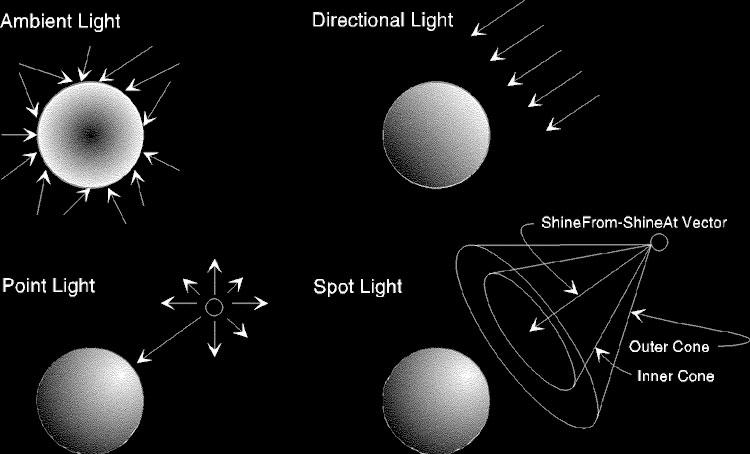 Ambient Light
Directional Light
ShineFrom-ShineAt Vector
Point Light
Spot Light
Outer Cone
Inner Cone